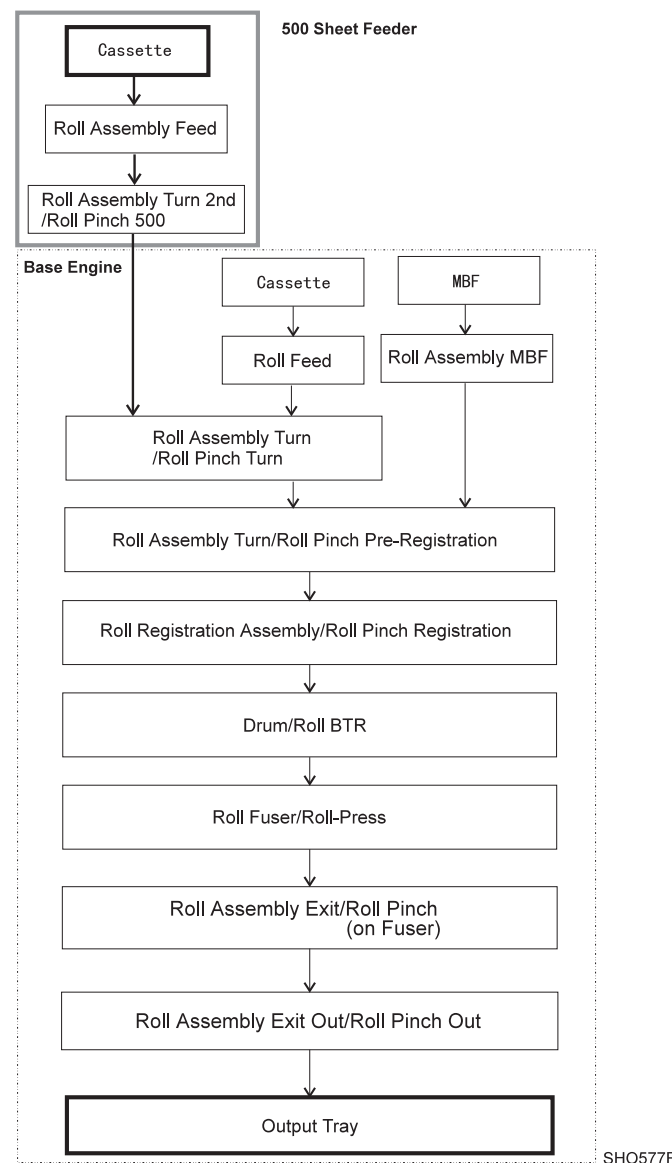 500 Sheet Feeder
Cassette
Roll Assembly Feed
Roll Assembly Turn 2nd
/Roll Pinch 500
Base Engine
Cassette
MBF
Roll Feed
Roll Assembly MBF
Roll Assembly Turn
/Roll Pinch Turn
Roll Assembly Turn/Roll Pinch Pre-Registration
Roll Registration Assembly/Roll Pinch Registration
Drum/Roll BTR
Roll Fuser/Roll-Press
Roll Assembly Exit/Roll Pinch
(on Fuser)
Roll Assembly Exit Out/Roll Pinch Out
Output Tray